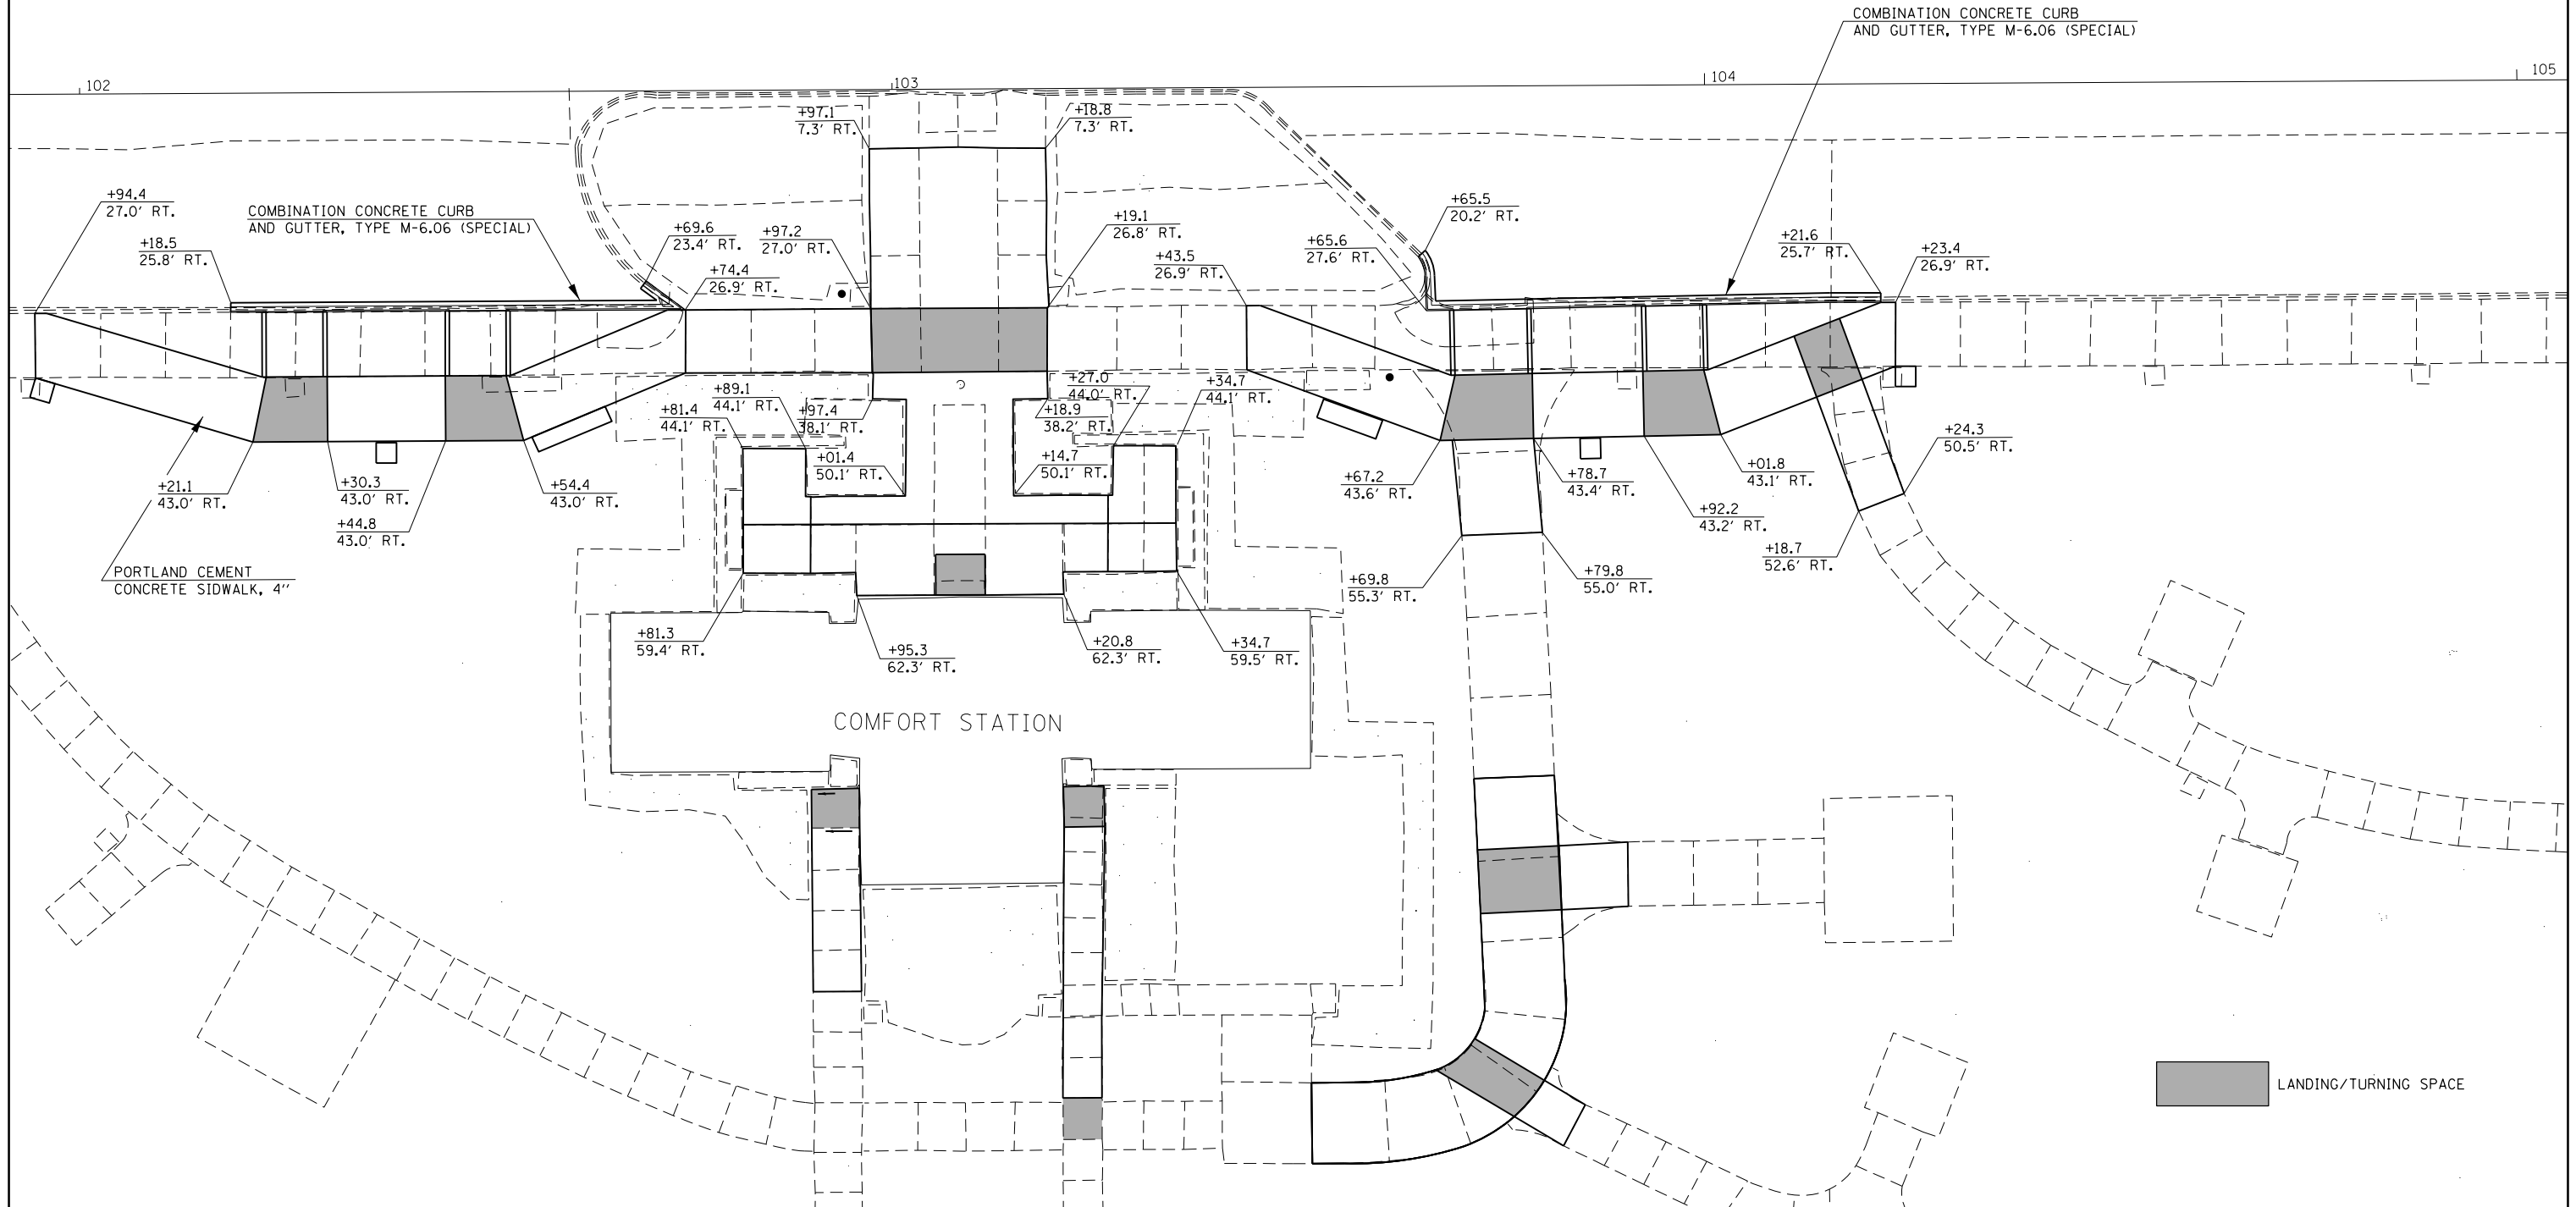 COMBINATION CONCRETE CURB
AND GUTTER, TYPE M-6.06 (SPECIAL)
102
103
104
105
+97.1
7.3' RT.
+18.8
7.3' RT.
+94.4
27.0' RT.
+18.5
25.8' RT.
COMBINATION CONCRETE CURB
AND GUTTER, TYPE M-6.06 (SPECIAL)
+69.6
23.4' RT.
+97.2
27.0' RT.
+74.4
26.9' RT.
+19.1
26.8' RT.
+43.5
26.9' RT.
+65.5
20.2' RT.
+65.6
27.6' RT.
+21.6
25.7' RT.
+23.4
26.9' RT.
+81.4
44.1' RT.
+89.1
44.1' RT.
+97.4
38.1' RT.
+27.0
44.0' RT.
+18.9
38.2' RT.
+34.7
44.1' RT.
+01.4
50.1' RT.
+14.7
50.1' RT.
+21.1
43.0' RT.
+30.3
43.0' RT.
+44.8
43.0' RT.
+54.4
43.0' RT.
+67.2
43.6' RT.
+78.7
43.4' RT.
+92.2
43.2' RT.
+01.8
43.1' RT.
+24.3
50.5' RT.
+18.7
52.6' RT.
PORTLAND CEMENT
CONCRETE SIDWALK, 4''
+69.8
55.3' RT.
+79.8
55.0' RT.
+81.3
59.4' RT.
+95.3
62.3' RT.
+20.8
62.3' RT.
+34.7
59.5' RT.
COMFORT STATION
LANDING/TURNING SPACE